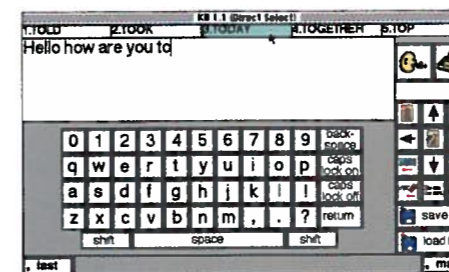 KB 1.1 (Direct Select)
1.TOLD 2.TOOK 3.TODAY 4.TOGETHER 5.TOP
Hello how are you to
0 1 2 3 4 5 6 7 8 9 back-space
q w e r t y u i o p caps lock on
a s d f g h j k l ! caps lock off
z x c v b n m , . ? return
shift space shift
save
load
, last